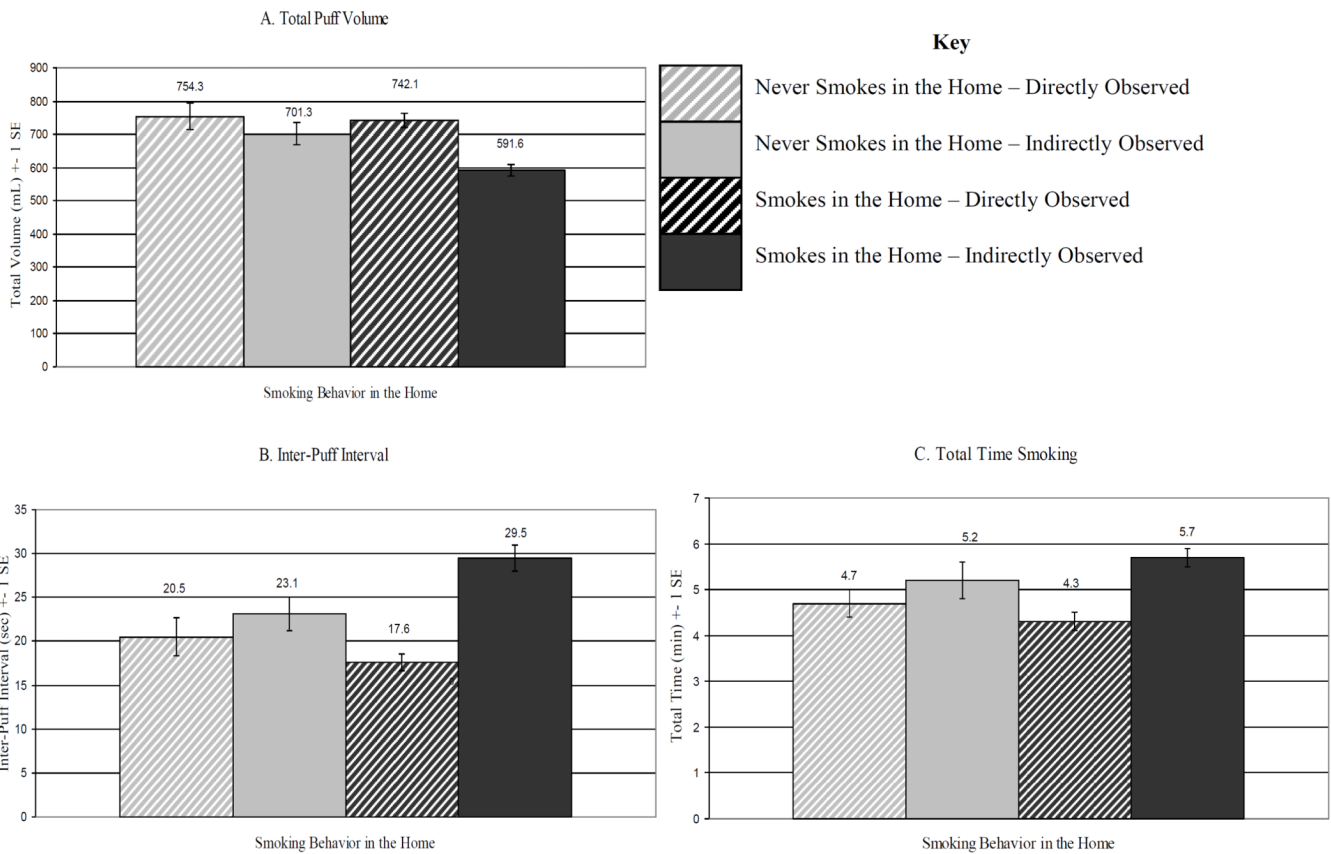 A. Total Puff Volume
Total Volume (mL) +- 1 SE
900
800
700
600
500
400
300
200
100
0
754.3
701.3
742.1
591.6
Smoking Behavior in the Home
Key
Never Smokes in the Home – Directly Observed
Never Smokes in the Home – Indirectly Observed
Smokes in the Home – Directly Observed
Smokes in the Home – Indirectly Observed
B. Inter-Puff Interval
Inter-Puff Interval (sec) +- 1 SE
35
30
25
20
15
10
5
0
20.5
23.1
17.6
29.5
Smoking Behavior in the Home
C. Total Time Smoking
Total Time (min) +- 1 SE
7
6
5
4
3
2
1
0
4.7
5.2
4.3
5.7
Smoking Behavior in the Home